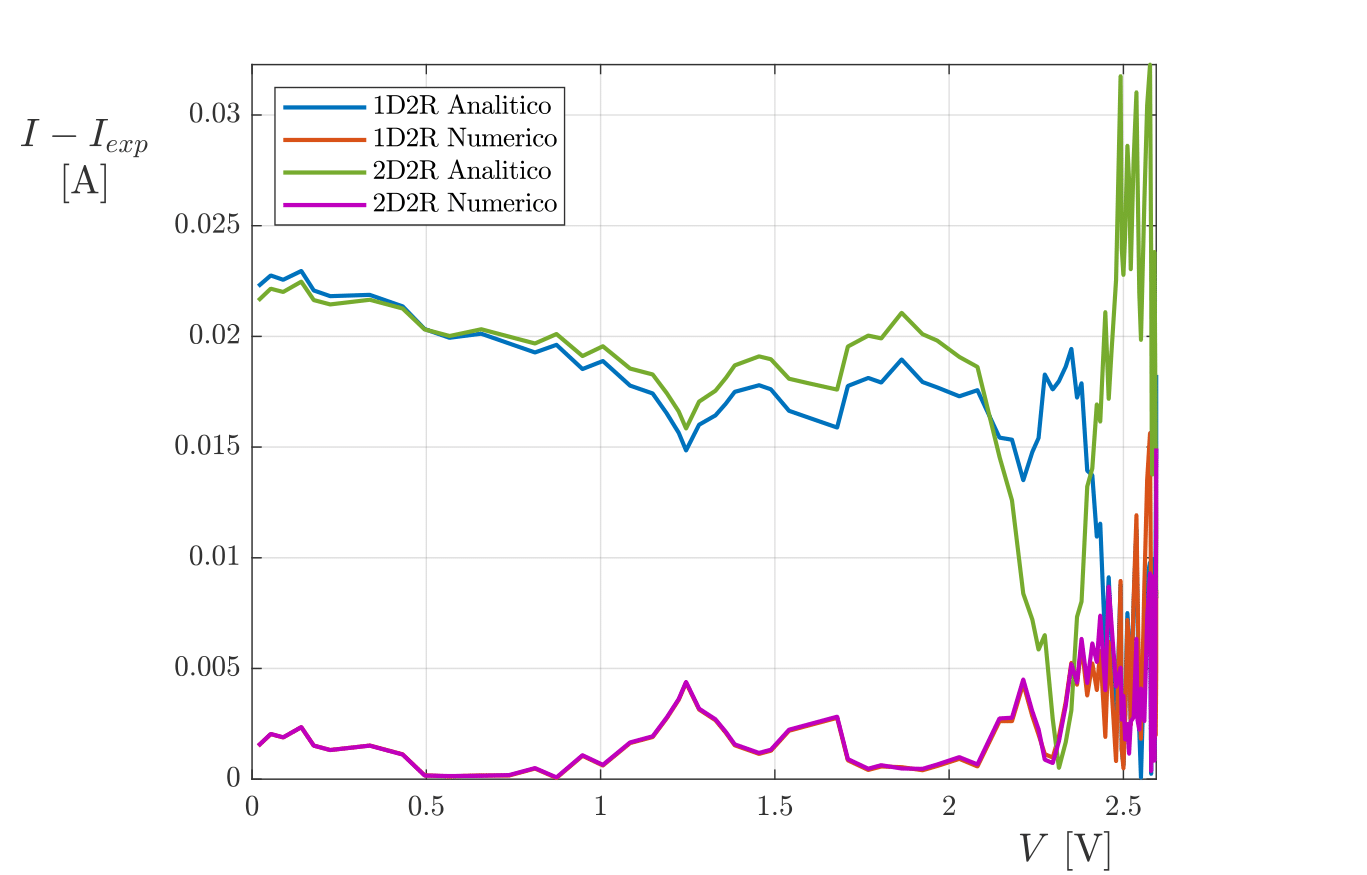 I − I_exp
[A]
0.03
0.025
0.02
0.015
0.01
0.005
0
1D2R Analitico
1D2R Numerico
2D2R Analitico
2D2R Numerico
0 0.5 1 1.5 2 2.5
V [V]